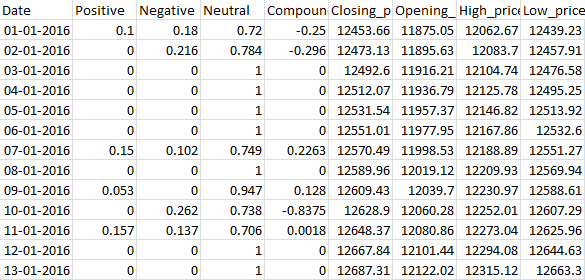 Date Positive Negative Neutral Compoun Closing_p Opening_ High_price Low_price
01-01-2016 0.1 0.18 0.72 -0.25 12453.66 11875.05 12062.67 12439.23
02-01-2016 0 0.216 0.784 -0.296 12473.13 11895.63 12083.7 12457.91
03-01-2016 0 0 1 0 12492.6 11916.21 12104.74 12476.58
04-01-2016 0 0 1 0 12512.07 11936.79 12125.78 12495.25
05-01-2016 0 0 1 0 12531.54 11957.37 12146.82 12513.92
06-01-2016 0 0 1 0 12551.01 11977.95 12167.86 12532.6
07-01-2016 0.15 0.102 0.749 0.2263 12570.49 11998.53 12188.89 12551.27
08-01-2016 0 0 1 0 12589.96 12019.12 12209.93 12569.94
09-01-2016 0.053 0 0.947 0.128 12609.43 12039.7 12230.97 12588.61
10-01-2016 0 0.262 0.738 -0.8375 12628.9 12060.28 12252.01 12607.29
11-01-2016 0.157 0.137 0.706 0.0018 12648.37 12080.86 12273.04 12625.96
12-01-2016 0 0 1 0 12667.84 12101.44 12294.08 12644.63
13-01-2016 0 0 1 0 12687.31 12122.02 12315.12 12663.3